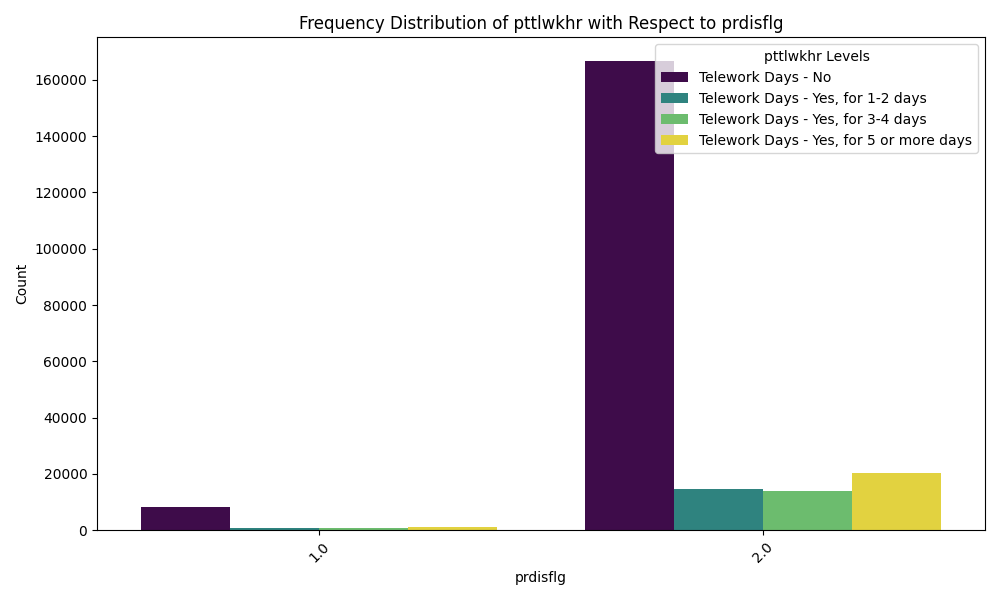 Frequency Distribution of pttlwkhr with Respect to prdisflg
pttlwkhr Levels
Telework Days - No
Telework Days - Yes, for 1-2 days
Telework Days - Yes, for 3-4 days
Telework Days - Yes, for 5 or more days
160000
140000
120000
100000
80000
60000
40000
20000
0
Count
1.0
2.0
prdisflg